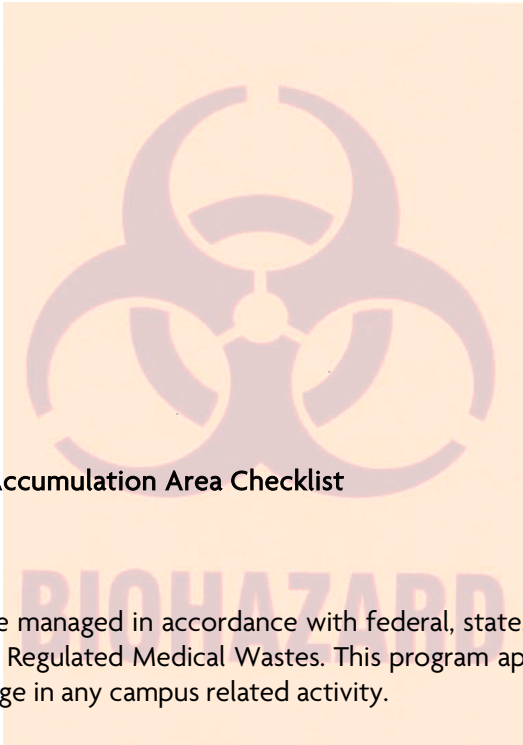 Accumulation Area Checklist
BIOHAZARD
e managed in accordance with federal, state
Regulated Medical Wastes. This program ap
ge in any campus related activity.